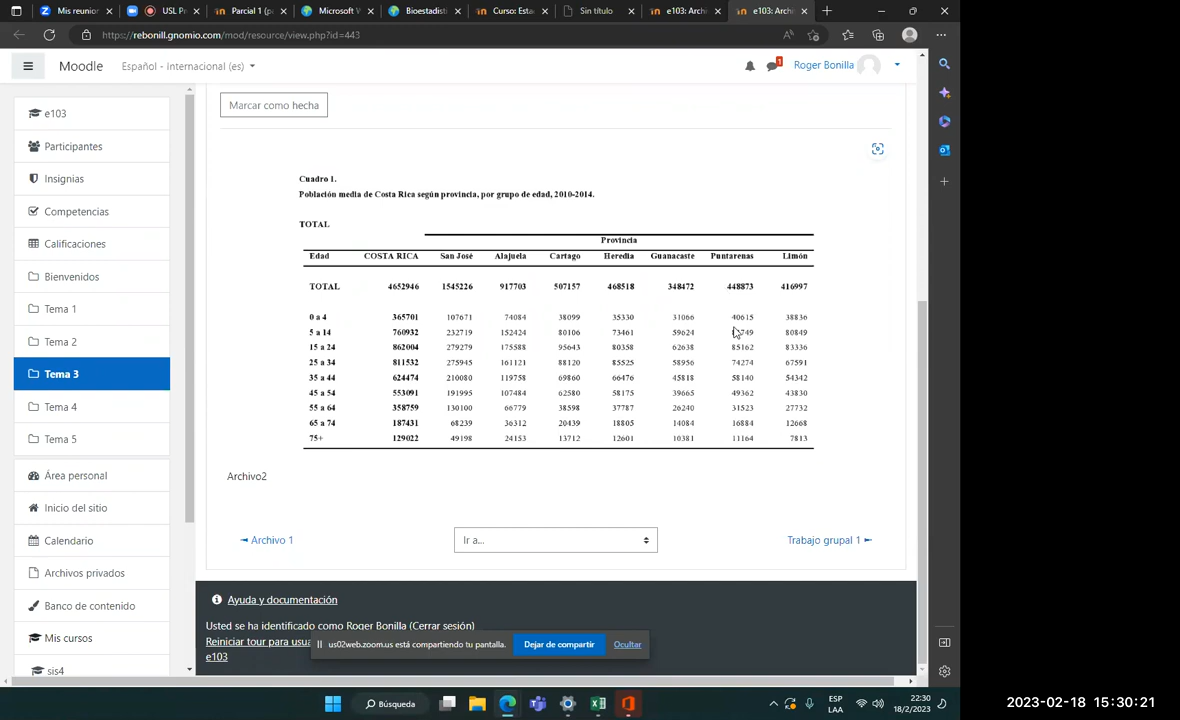 Mis reunion
USL Pr
Parcial 1 (p
Microsoft W
Bioestadís
Curso: Esta
Sin título
e103: Archi
e103: Archi
https://rebonill.gnomio.com/mod/resource/view.php?id=443
Moodle
Español - Internacional (es)
1
Roger Bonilla
e103
Participantes
Insignias
Competencias
Calificaciones
Bienvenidos
Tema 1
Tema 2
Tema 3
Tema 4
Tema 5
Área personal
Inicio del sitio
Calendario
Archivos privados
Banco de contenido
Mis cursos
sis4
Marcar como hecha
Cuadro 1.
Población media de Costa Rica según provincia, por grupo de edad, 2010-2014.
TOTAL
Provincia
Edad COSTA RICA San José Alajuela Cartago Heredia Guanacaste Puntarenas Limón
TOTAL 4652946 1545226 917703 507157 468518 348472 448873 416997
0 a 4 365701 107671 74084 38099 35330 31066 40615 38836
5 a 14 760932 232719 152424 80106 73461 59624 749 80849
15 a 24 862004 279279 175588 95643 80358 62638 85162 83336
25 a 34 811532 275945 161121 88120 85525 58956 74274 67591
35 a 44 624474 210080 119758 69860 66476 45818 58140 54342
45 a 54 553091 191995 107484 62580 58175 39665 49362 43830
55 a 64 358759 130100 66779 38598 37787 26240 31523 27732
65 a 74 187431 68239 36312 20439 18805 14084 16884 12668
75+ 129022 49198 24153 13712 12601 10381 11164 7813
Archivo2
◄ Archivo 1
Ir a...
Trabajo grupal 1 ►
Ayuda y documentación
Usted se ha identificado como Roger Bonilla (Cerrar sesión)
Reiniciar tour para usua
e103
us02web.zoom.us está compartiendo tu pantalla.
Dejar de compartir
Ocultar
Búsqueda
ESP
LAA
22:30
18/2/2023
2023-02-18 15:30:21